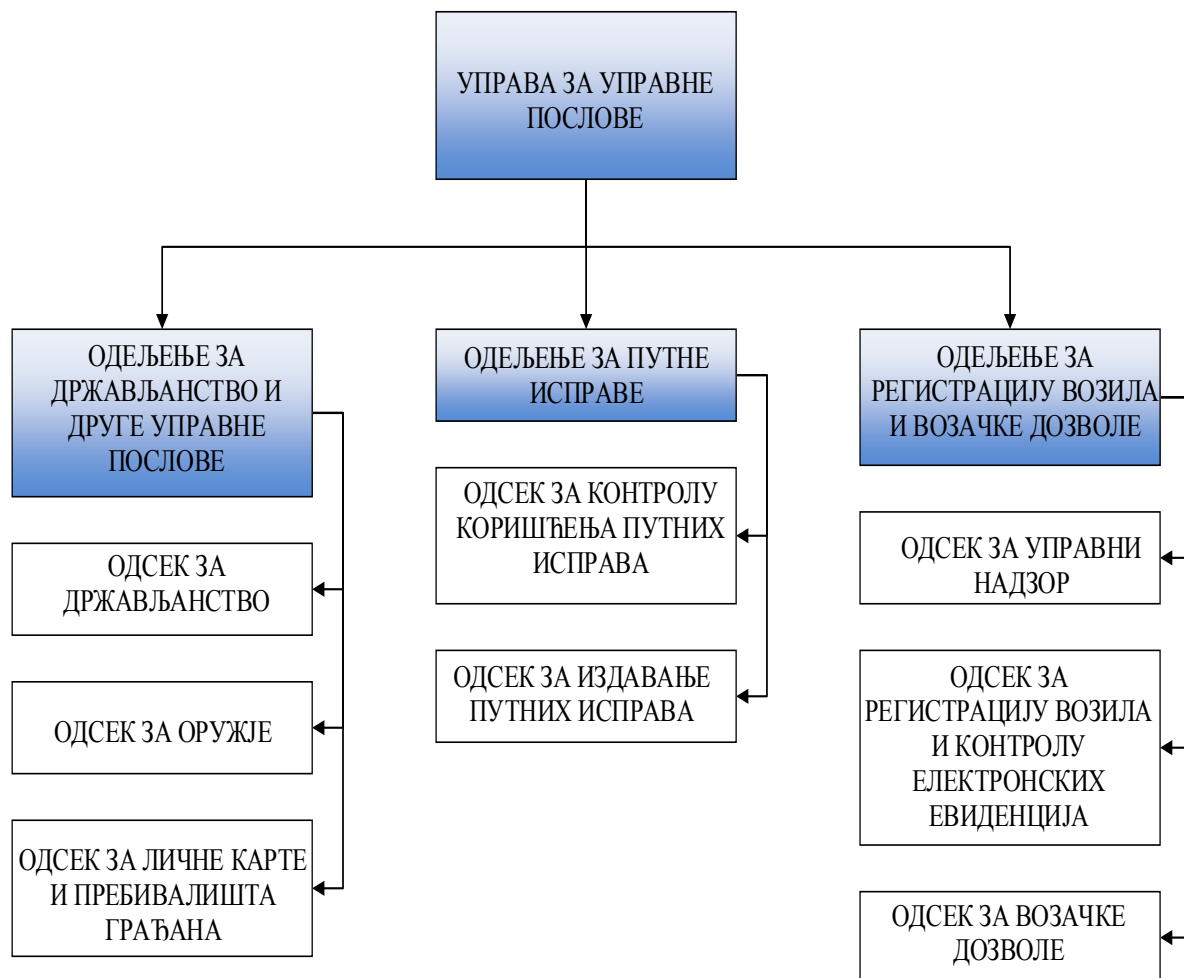 УПРАВА ЗА УПРАВНЕ
ПОСЛОВЕ
ОДЕЉЕЊЕ ЗА
ДРЖАВЉАНСТВО И
ДРУГЕ УПРАВНЕ
ПОСЛОВЕ
ОДСЕК ЗА
ДРЖАВЉАНСТВО
ОДСЕК ЗА ОРУЖЈЕ
ОДСЕК ЗА ЛИЧНЕ КАРТЕ
И ПРЕБИВАЛИШТА
ГРАЂАНА
ОДЕЉЕЊЕ ЗА ПУТНЕ
ИСПРАВЕ
ОДСЕК ЗА КОНТРОЛУ
КОРИШЋЕЊА ПУТНИХ
ИСПРАВА
ОДСЕК ЗА ИЗДАВАЊЕ
ПУТНИХ ИСПРАВА
ОДЕЉЕЊЕ ЗА
РЕГИСТРАЦИЈУ ВОЗИЛА
И ВОЗАЧКЕ ДОЗВОЛЕ
ОДСЕК ЗА УПРАВНИ
НАДЗОР
ОДСЕК ЗА
РЕГИСТРАЦИЈУ ВОЗИЛА
И КОНТРОЛУ
ЕЛЕКТРОНСКИХ
ЕВИДЕНЦИЈА
ОДСЕК ЗА ВОЗАЧКЕ
ДОЗВОЛЕ